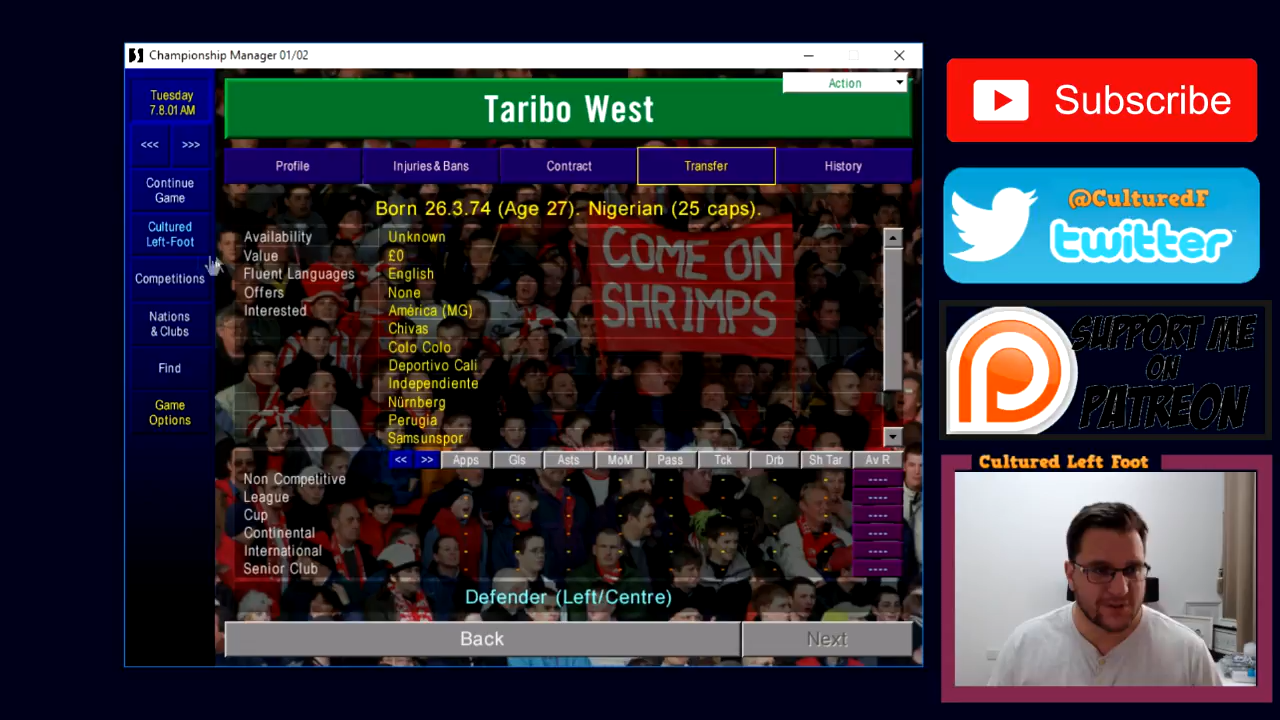 Championship Manager 01/02
Tuesday
7.8.01 AM
<<< >>>
Continue
Game
Cultured
Left-Foot
Competitions
Nations
& Clubs
Find
Game
Options
Action
Taribo West
Profile Injuries & Bans Contract Transfer History
Born 26.3.74 (Age 27). Nigerian (25 caps).
Availability Unknown
Value £0
Fluent Languages English
Offers None
Interested América (MG)
Chivas
Colo Colo
Deportivo Cali
Independiente
Nürnberg
Perugia
Samsunspor
COME ON
SHRIMPS
<< >> Apps Gls Asts MoM Pass Tck Drb Sh Tar Av R
Non Competitive - - - - - - - - ----
League - - - - - - - - ----
Cup - - - - - - - - ----
Continental - - - - - - - - ----
International - - - - - - - - ----
Senior Club - - - - - - - - ----
Defender (Left/Centre)
Back Next
Subscribe
@CulturedF
twitter
SUPPORT ME
ON
PATREON
Cultured Left Foot